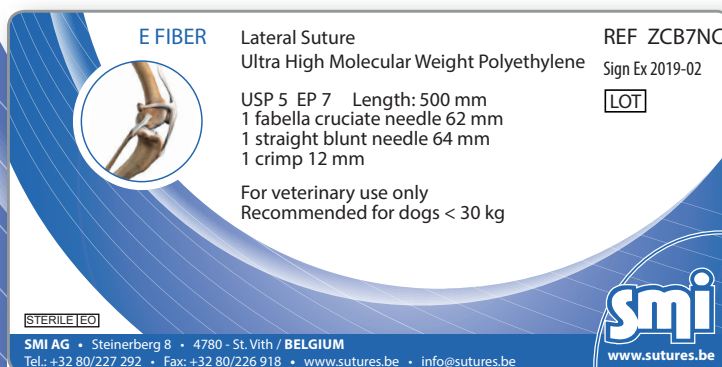 E FIBER
Lateral Suture
Ultra High Molecular Weight Polyethylene
USP 5 EP 7 Length: 500 mm
1 fabella cruciate needle 62 mm
1 straight blunt needle 64 mm
1 crimp 12 mm
For veterinary use only
Recommended for dogs < 30 kg
REF ZCB7NC
Sign Ex 2019-02
LOT
STERILE EO
SMI AG • Steinerberg 8 • 4780 - St. Vith / BELGIUM
Tel.: +32 80/227 292 • Fax: +32 80/226 918 • www.sutures.be • info@sutures.be
smi
www.sutures.be